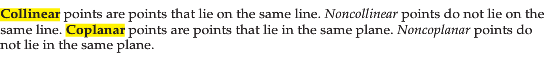 Collinear points are points that lie on the same line. Noncollinear points do not lie on the
same line. Coplanar points are points that lie in the same plane. Noncoplanar points do
not lie in the same plane.